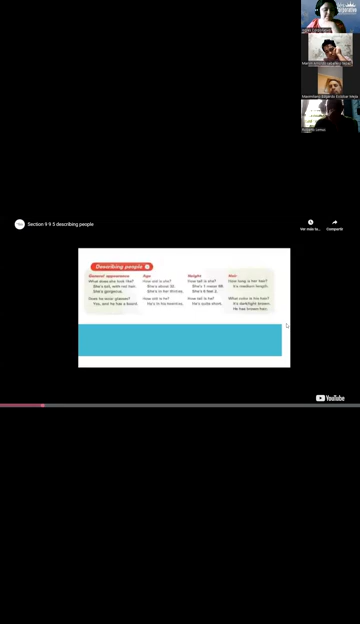 Section 9 9 5 describing people
Ver más ta...
Compartir
Describing people
General appearance
What does she look like?
She's tall, with red hair.
She's gorgeous.
Does he wear glasses?
Yes, and he has a beard.
Age
How old is she?
She's about 32.
She's in her thirties.
How old is he?
He's in his twenties.
Height
How tall is she?
She's 1 meter 88.
She's 6 feet 2.
How tall is he?
He's quite short.
Hair
How long is her hair?
It's medium length.
What color is his hair?
It's dark/light brown.
He has brown hair.
YouTube